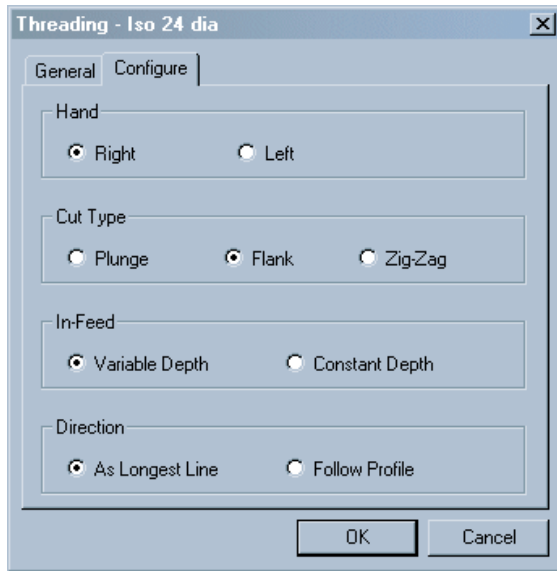 Threading - Iso 24 dia
General Configure
Hand
Right Left
Cut Type
Plunge Flank Zig-Zag
In-Feed
Variable Depth Constant Depth
Direction
As Longest Line Follow Profile
OK Cancel